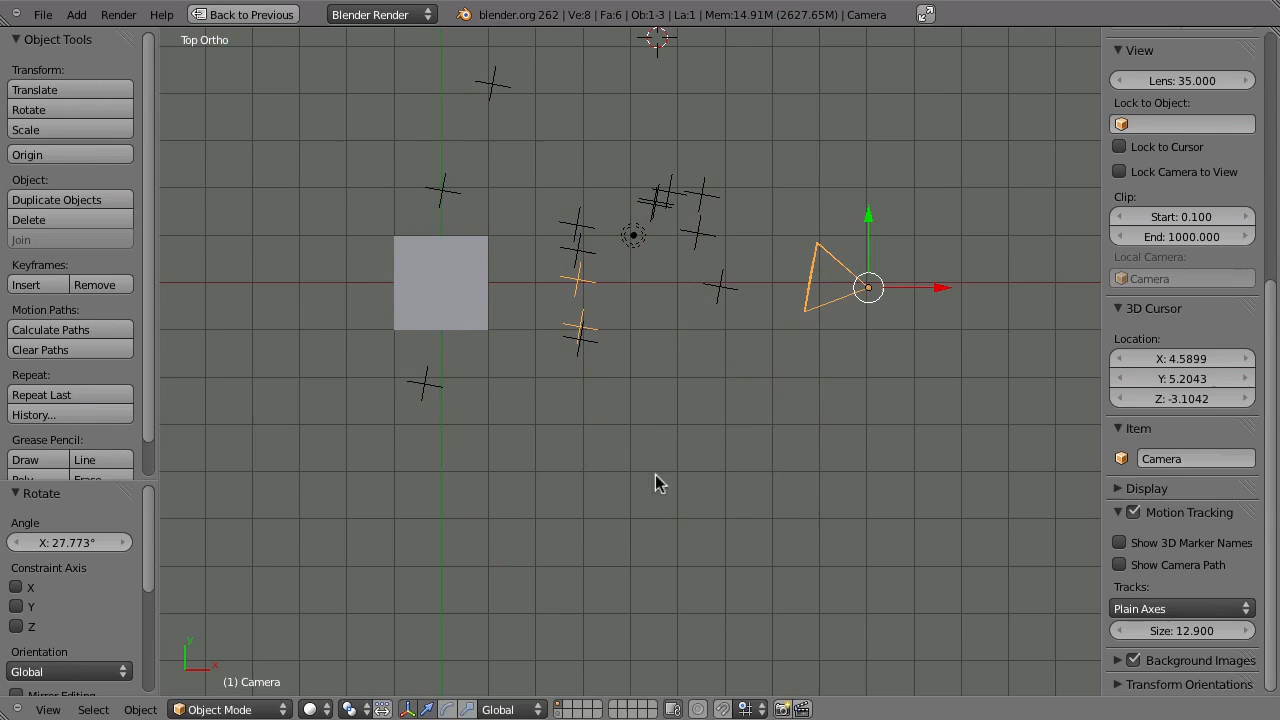 File Add Render Help Back to Previous Blender Render blender.org 262 | Ve:8 | Fa:6 | Ob:1-3 | La:1 | Mem:14.91M (2627.65M) | Camera
Object Tools
Transform:
Translate
Rotate
Scale
Origin
Object:
Duplicate Objects
Delete
Join
Keyframes:
Insert Remove
Motion Paths:
Calculate Paths
Clear Paths
Repeat:
Repeat Last
History...
Grease Pencil:
Draw Line
Poly Erase
Rotate
Angle
X: 27.773°
Constraint Axis
X
Y
Z
Orientation
Global
Mirror Editing
Top Ortho
y
x
(1) Camera
View
Lens: 35.000
Lock to Object:
Lock to Cursor
Lock Camera to View
Clip:
Start: 0.100
End: 1000.000
Local Camera:
Camera
3D Cursor
Location:
X: 4.5899
Y: 5.2043
Z: -3.1042
Item
Camera
Display
Motion Tracking
Show 3D Marker Names
Show Camera Path
Tracks:
Plain Axes
Size: 12.900
Background Images
Transform Orientations
View Select Object Object Mode Global